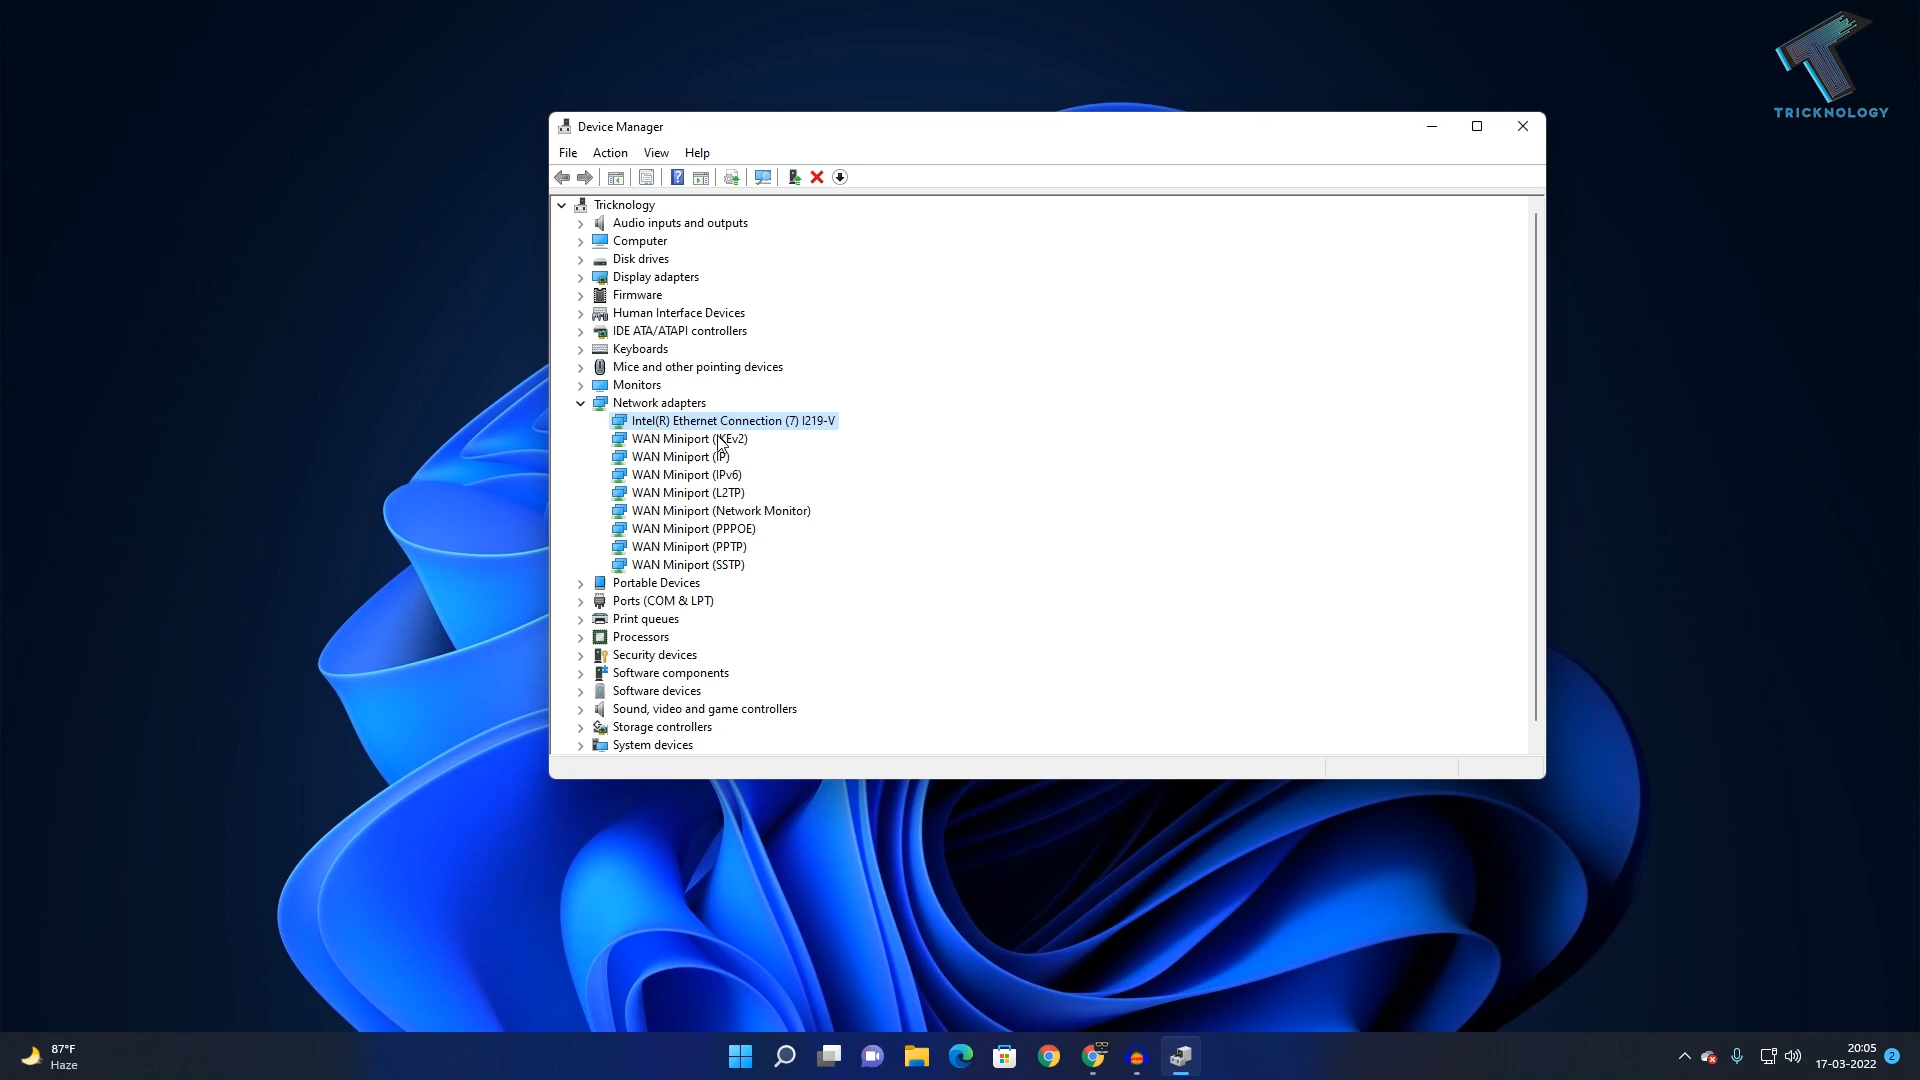 TRICKNOLOGY
Device Manager
File Action View Help
Tricknology
Audio inputs and outputs
Computer
Disk drives
Display adapters
Firmware
Human Interface Devices
IDE ATA/ATAPI controllers
Keyboards
Mice and other pointing devices
Monitors
Network adapters
Intel(R) Ethernet Connection (7) I219-V
WAN Miniport (IKEv2)
WAN Miniport (IP)
WAN Miniport (IPv6)
WAN Miniport (L2TP)
WAN Miniport (Network Monitor)
WAN Miniport (PPPOE)
WAN Miniport (PPTP)
WAN Miniport (SSTP)
Portable Devices
Ports (COM & LPT)
Print queues
Processors
Security devices
Software components
Software devices
Sound, video and game controllers
Storage controllers
System devices
87°F
Haze
20:05
17-03-2022
2